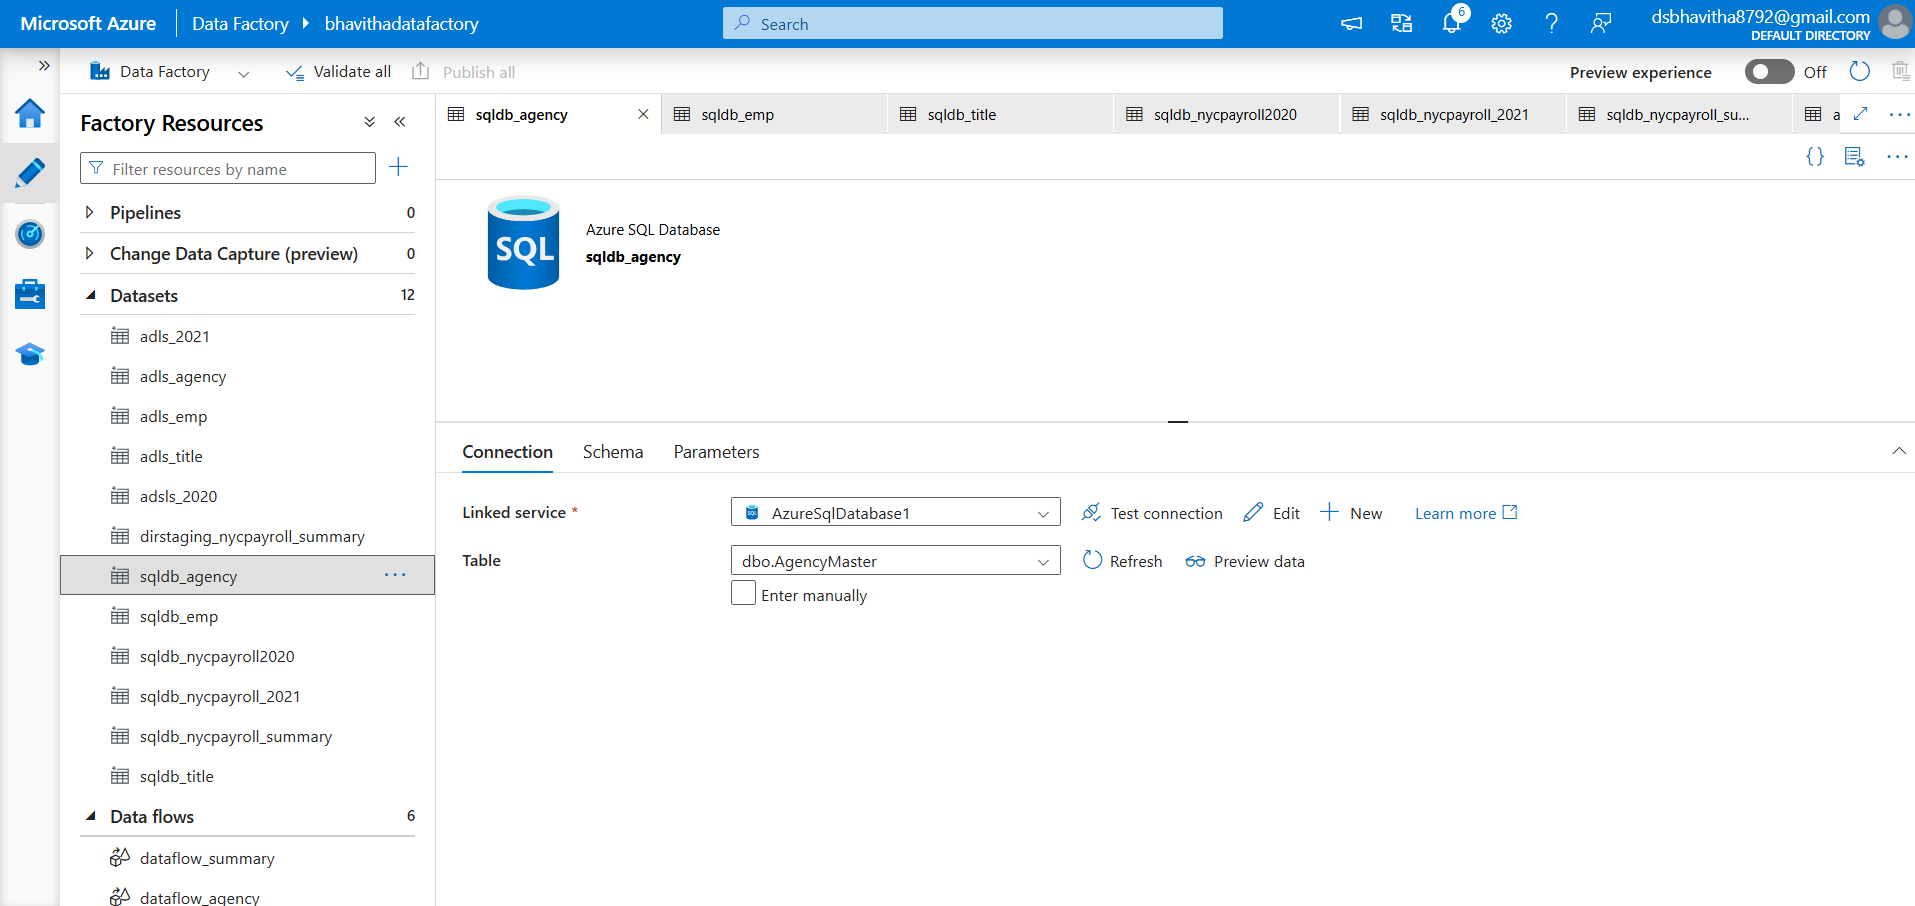 Microsoft Azure
Data Factory
bhavithadatafactory
Search
6
dsbhavitha8792@gmail.com
DEFAULT DIRECTORY
Data Factory
Validate all
Publish all
Preview experience
Off
Factory Resources
Filter resources by name
Pipelines 0
Change Data Capture (preview) 0
Datasets 12
adls_2021
adls_agency
adls_emp
adls_title
adsls_2020
dirstaging_nycpayroll_summary
sqldb_agency
sqldb_emp
sqldb_nycpayroll2020
sqldb_nycpayroll_2021
sqldb_nycpayroll_summary
sqldb_title
Data flows 6
dataflow_summary
dataflow_agency
sqldb_agency
sqldb_emp
sqldb_title
sqldb_nycpayroll2020
sqldb_nycpayroll_2021
sqldb_nycpayroll_su...
a
{}
SQL
Azure SQL Database
sqldb_agency
Connection Schema Parameters
Linked service * SQL AzureSqlDatabase1 Test connection Edit New Learn more
Table dbo.AgencyMaster Refresh Preview data
Enter manually